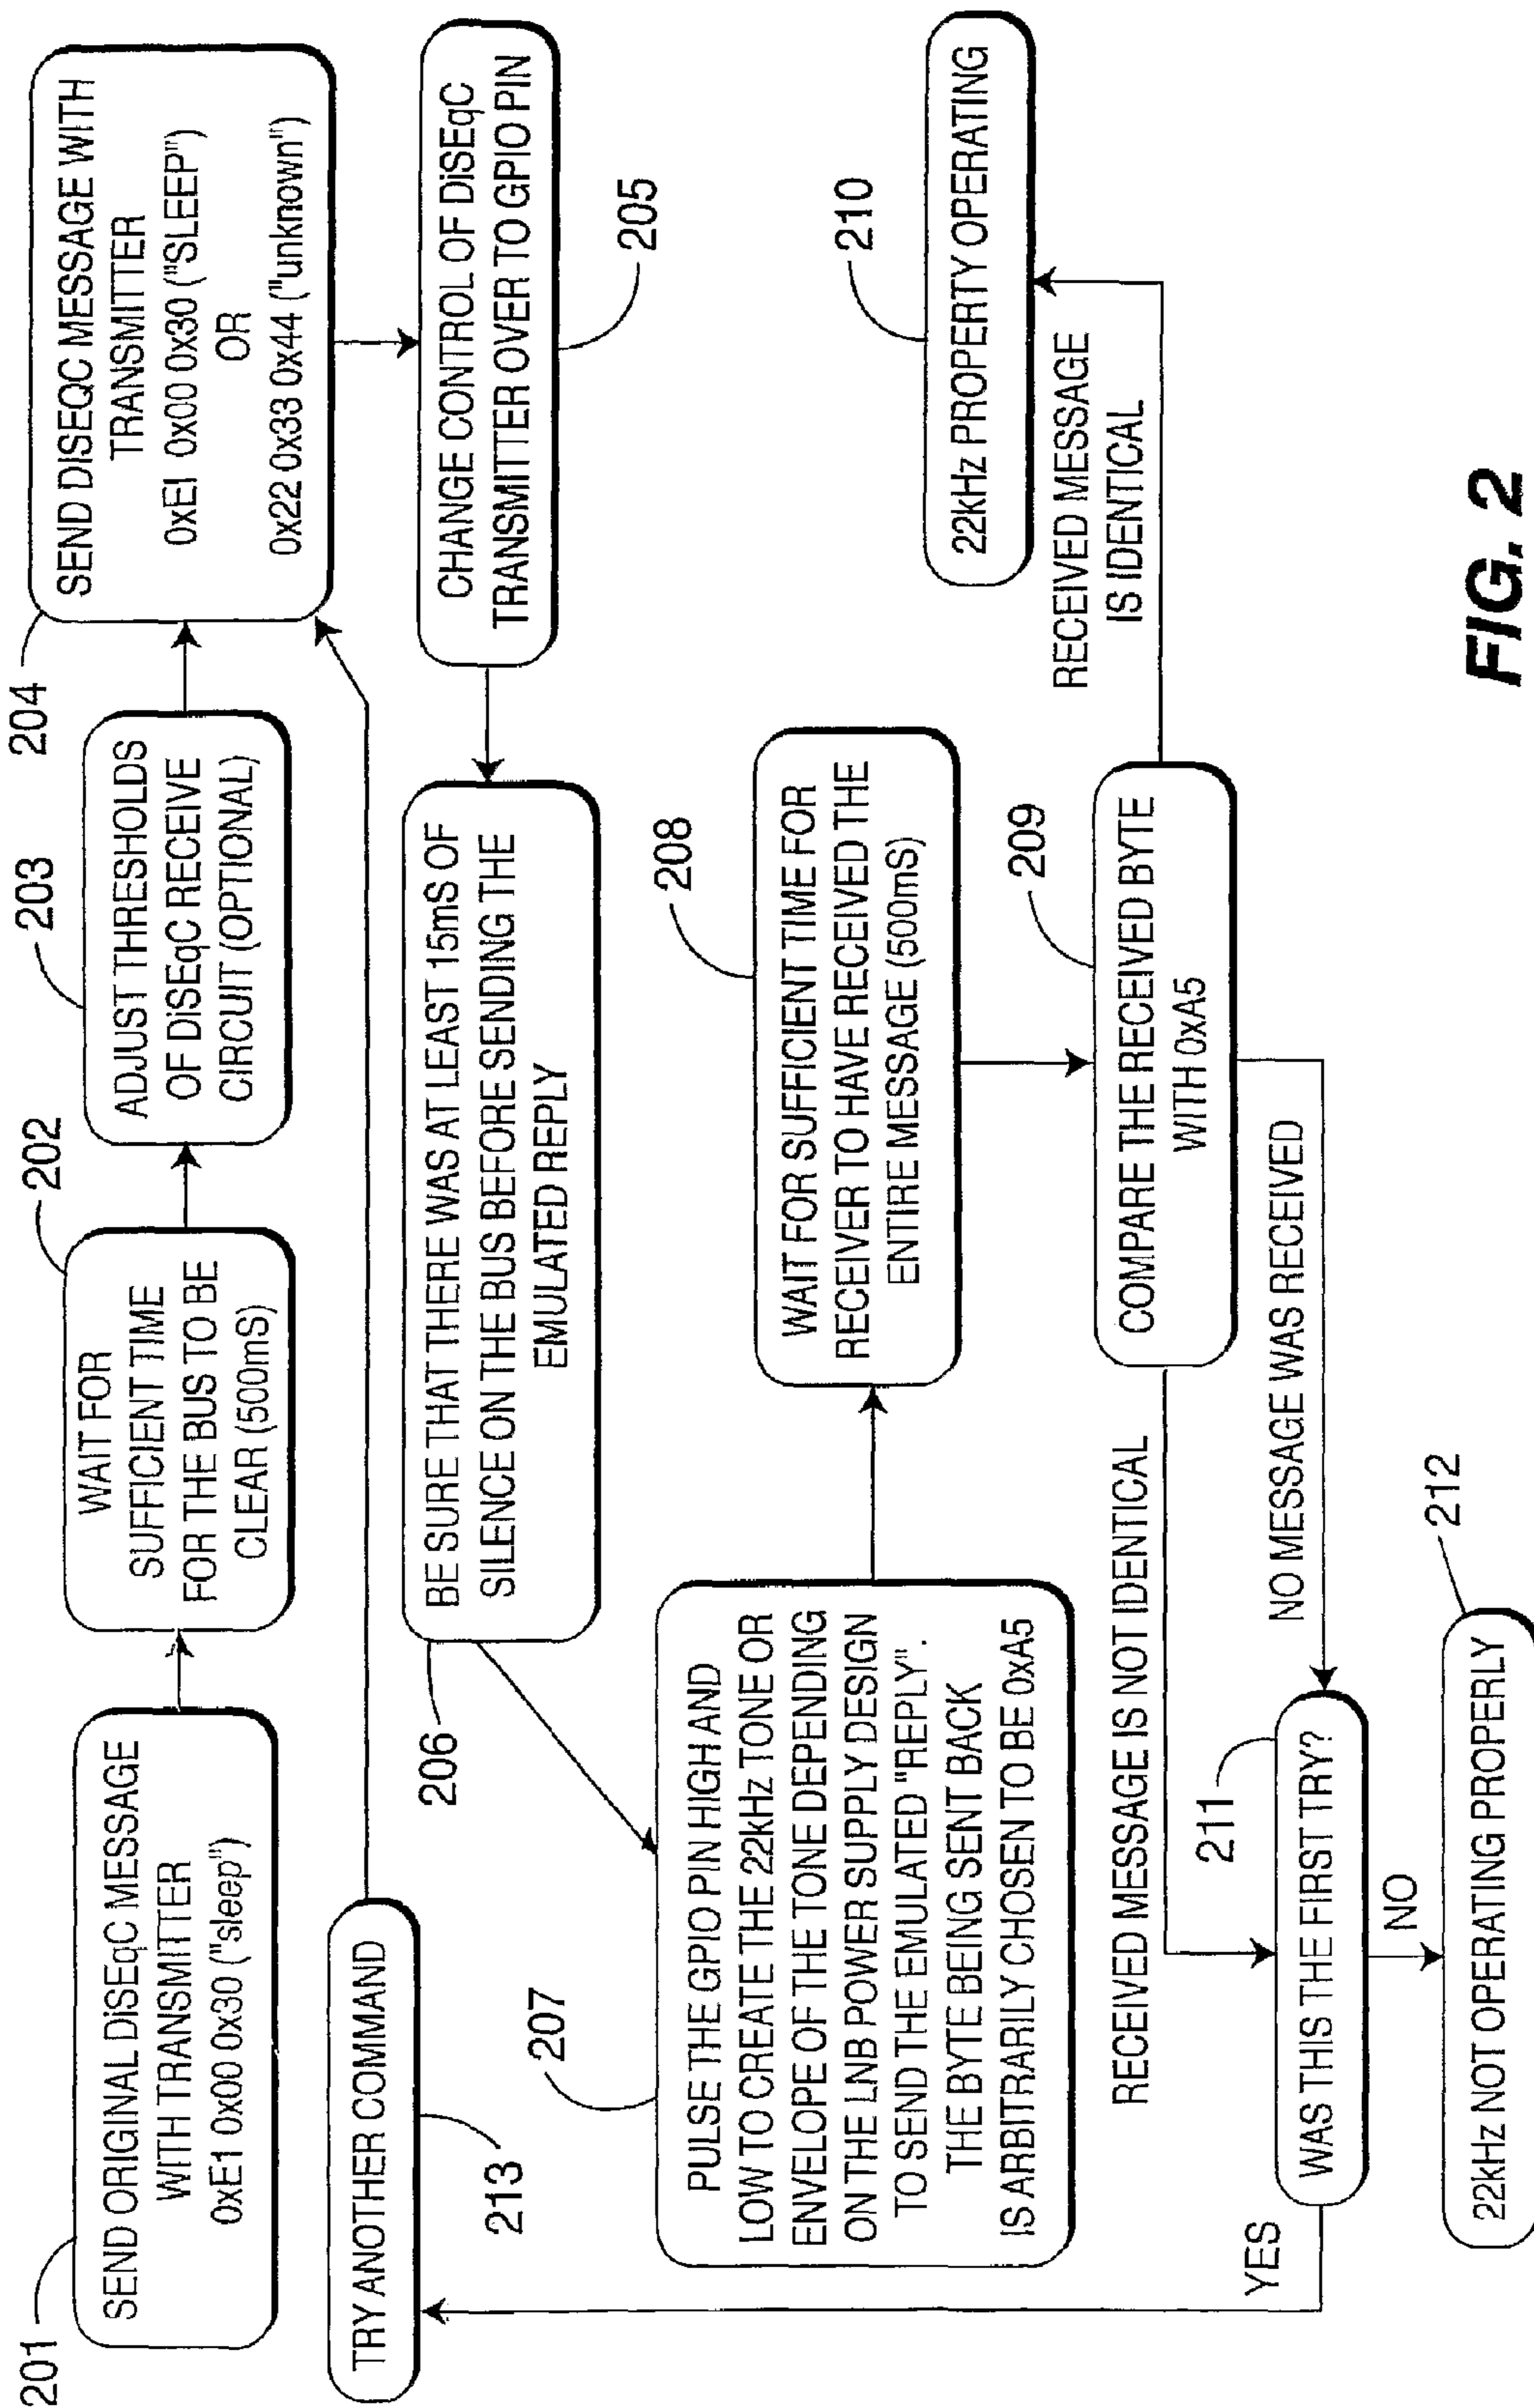 201
SEND ORIGINAL DiSEqC MESSAGE
WITH TRANSMITTER
0xE1 0x00 0x30 ("sleep")
202
WAIT FOR
SUFFICIENT TIME
FOR THE BUS TO BE
CLEAR (500mS)
203
ADJUST THRESHOLDS
OF DiSEqC RECEIVE
CIRCUIT (OPTIONAL)
204
SEND DISEQC MESSAGE WITH
TRANSMITTER
0xEI 0x00 0x30 ("SLEEP")
OR
0x22 0x33 0x44 ("unknown")
TRY ANOTHER COMMAND
213
206
BE SURE THAT THERE WAS AT LEAST 15mS OF
SILENCE ON THE BUS BEFORE SENDING THE
EMULATED REPLY
CHANGE CONTROL OF DiSEqC
TRANSMITTER OVER TO GPIO PIN
205
207
PULSE THE GPIO PIN HIGH AND
LOW TO CREATE THE 22kHz TONE OR
ENVELOPE OF THE TONE DEPENDING
ON THE LNB POWER SUPPLY DESIGN
TO SEND THE EMULATED "REPLY".
THE BYTE BEING SENT BACK
IS ARBITRARILY CHOSEN TO BE 0xA5
208
WAIT FOR SUFFICIENT TIME FOR
RECEIVER TO HAVE RECEIVED THE
ENTIRE MESSAGE (500mS)
209
COMPARE THE RECEIVED BYTE
WITH 0xA5
210
22kHz PROPERTY OPERATING
RECEIVED MESSAGE
IS IDENTICAL
RECEIVED MESSAGE IS NOT IDENTICAL
NO MESSAGE WAS RECEIVED
211
WAS THIS THE FIRST TRY?
YES
NO
212
22kHz NOT OPERATING PROPERLY
FIG. 2